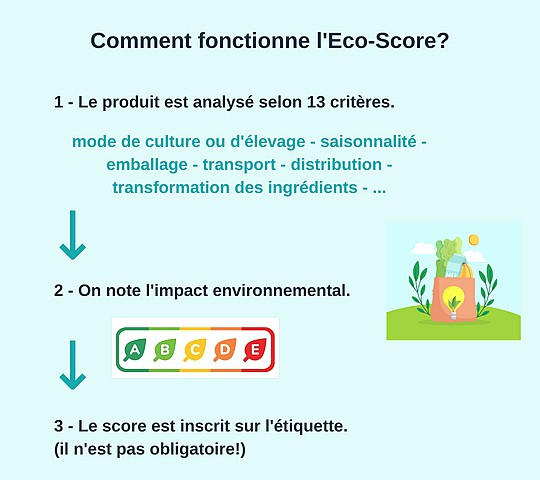 Comment fonctionne l'Eco-Score?
1 - Le produit est analysé selon 13 critères.
mode de culture ou d'élevage - saisonnalité -
emballage - transport - distribution -
transformation des ingrédients - ...
2 - On note l'impact environnemental.
A B C D E
3 - Le score est inscrit sur l'étiquette.
(il n'est pas obligatoire!)